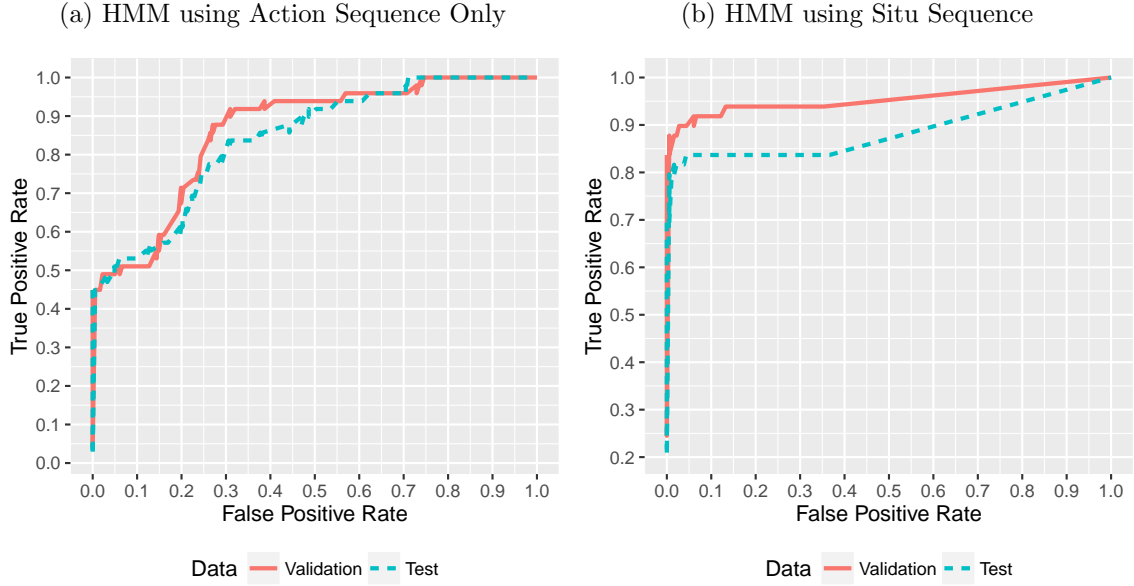 (a) HMM using Action Sequence Only
(b) HMM using Situ Sequence
True Positive Rate
1.0
0.9
0.8
0.7
0.6
0.5
0.4
0.3
0.2
0.1
0.0
0.0 0.1 0.2 0.3 0.4 0.5 0.6 0.7 0.8 0.9 1.0
False Positive Rate
Data Validation Test
True Positive Rate
1.0
0.9
0.8
0.7
0.6
0.5
0.4
0.3
0.2
0.0 0.1 0.2 0.3 0.4 0.5 0.6 0.7 0.8 0.9 1.0
False Positive Rate
Data Validation Test